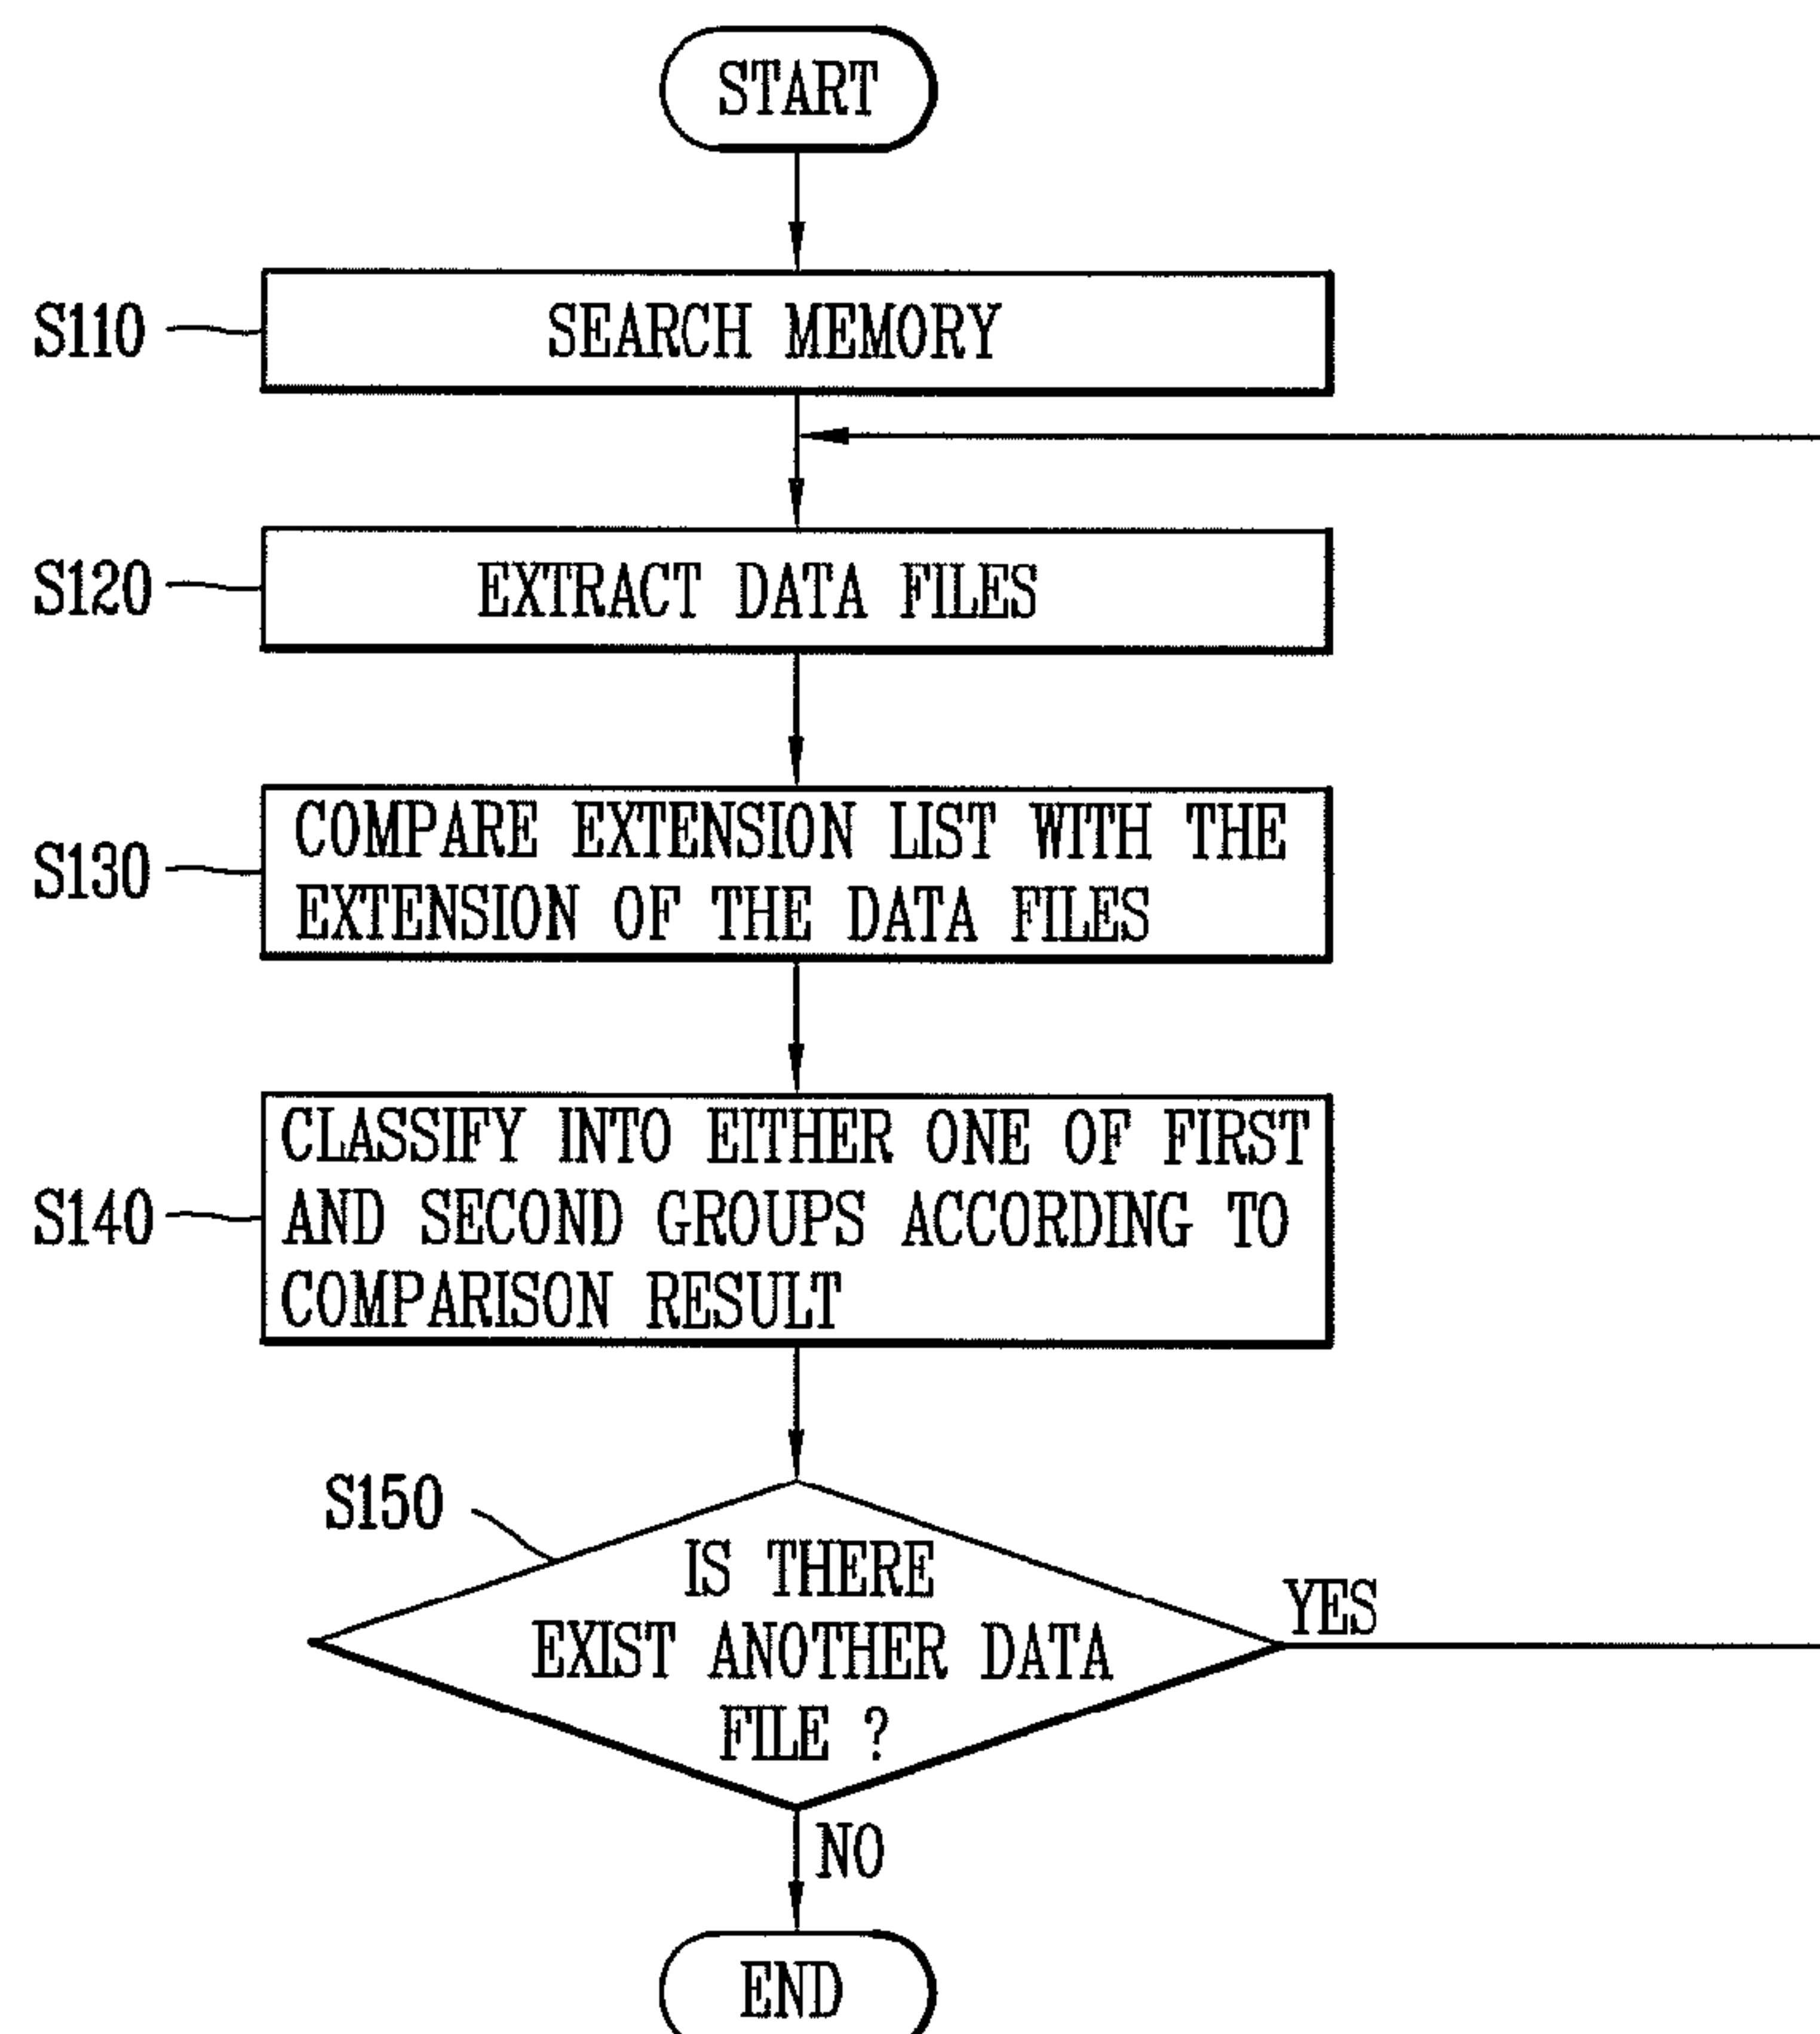 START
S110
SEARCH MEMORY
S120
EXTRACT DATA FILES
S130
COMPARE EXTENSION LIST WITH THE
EXTENSION OF THE DATA FILES
S140
CLASSIFY INTO EITHER ONE OF FIRST
AND SECOND GROUPS ACCORDING TO
COMPARISON RESULT
S150
IS THERE
EXIST ANOTHER DATA
FILE ?
YES
NO
END